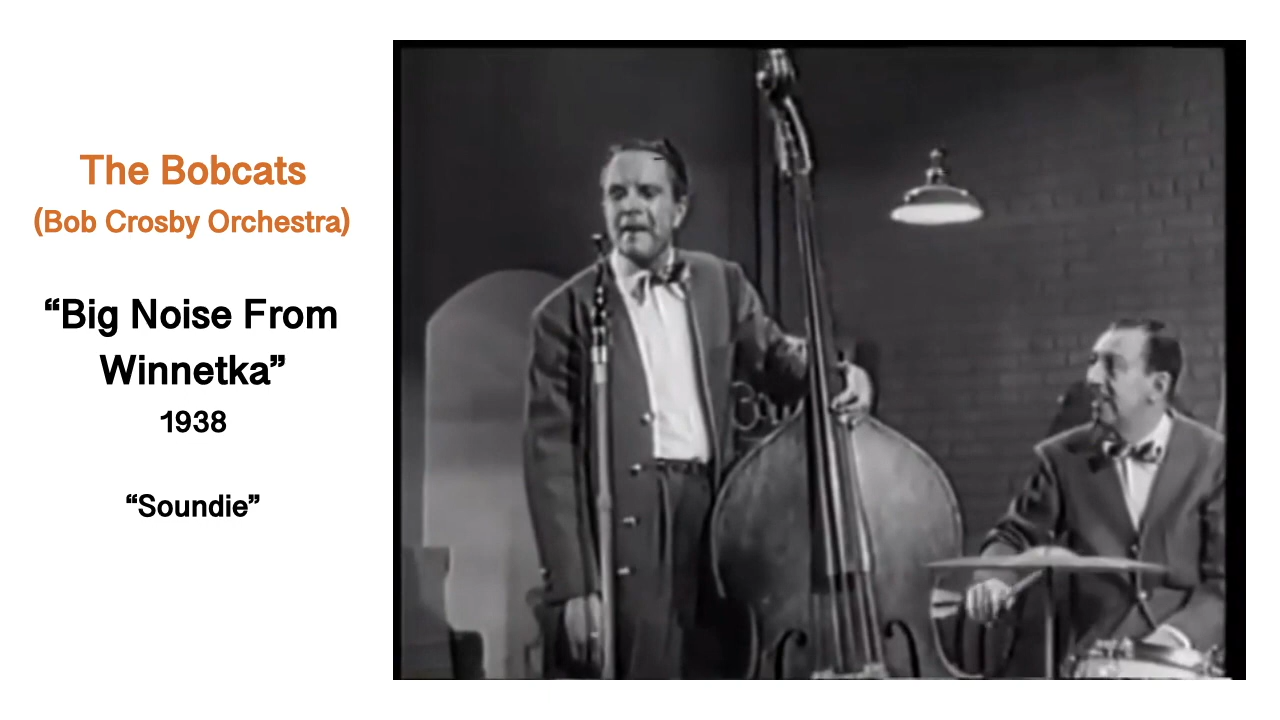 The Bobcats
(Bob Crosby Orchestra)
“Big Noise From
Winnetka”
1938
“Soundie”